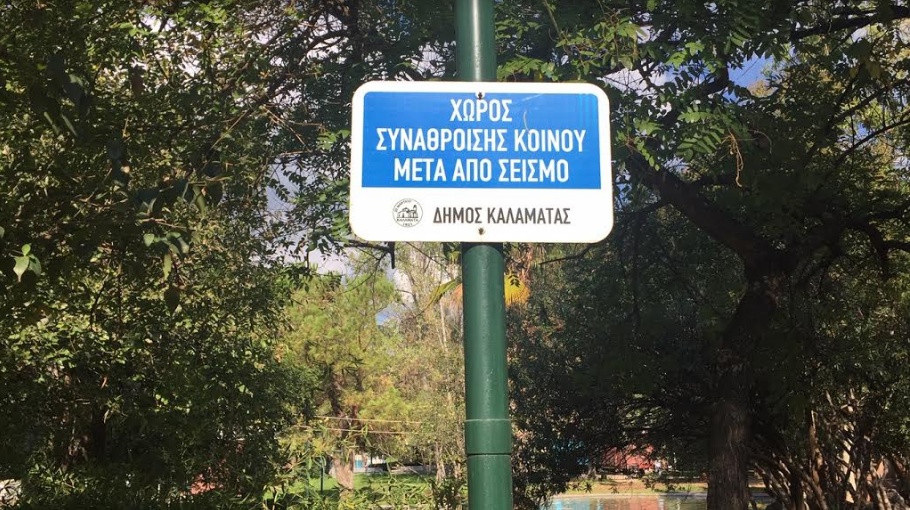 ΧΩΡΟΣ
ΣΥΝΑΘΡΟΙΣΗΣ ΚΟΙΝΟΥ
ΜΕΤΑ ΑΠΟ ΣΕΙΣΜΟ
ΔΗΜΟΣ ΚΑΛΑΜΑΤΑΣ